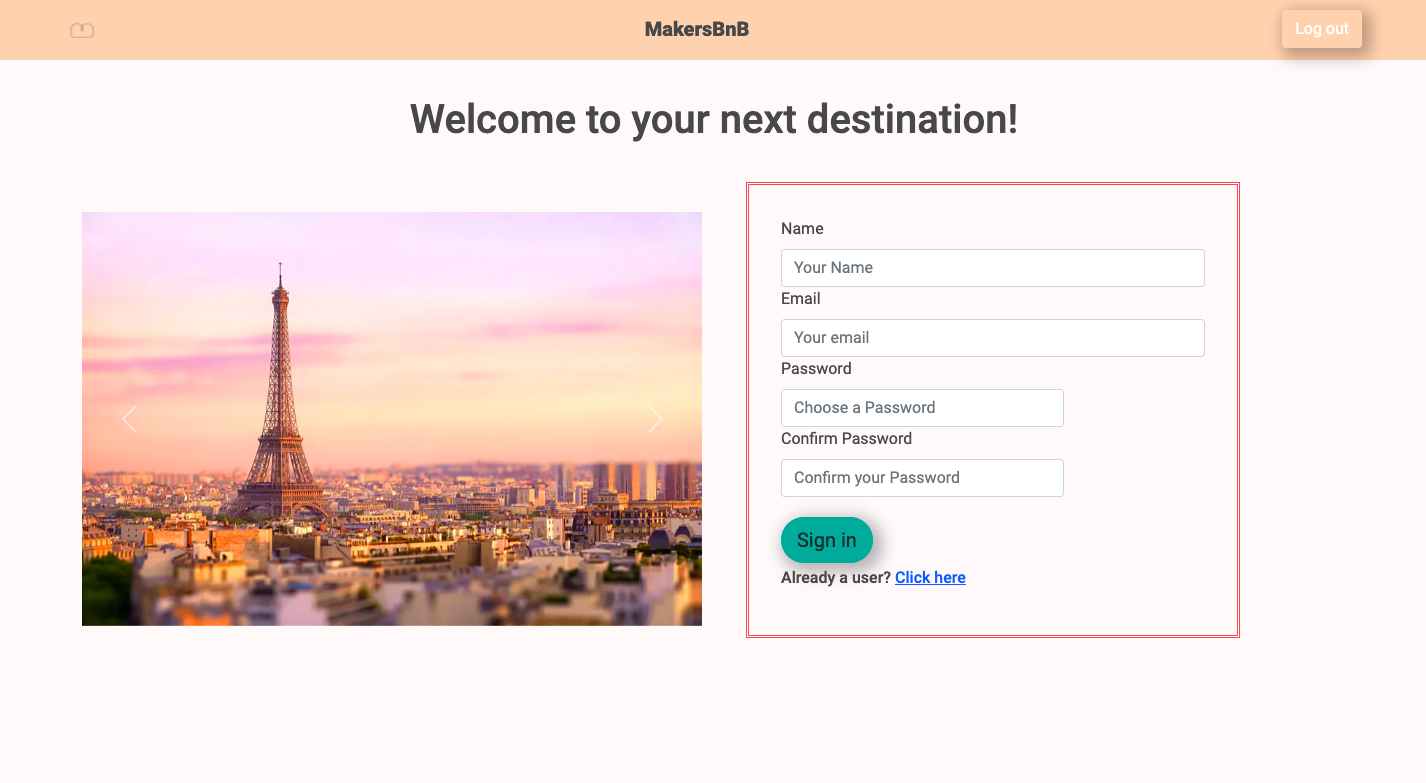 MakersBnB
Log out
Welcome to your next destination!
Name
Your Name
Email
Your email
Password
Choose a Password
Confirm Password
Confirm your Password
Sign in
Already a user? Click here